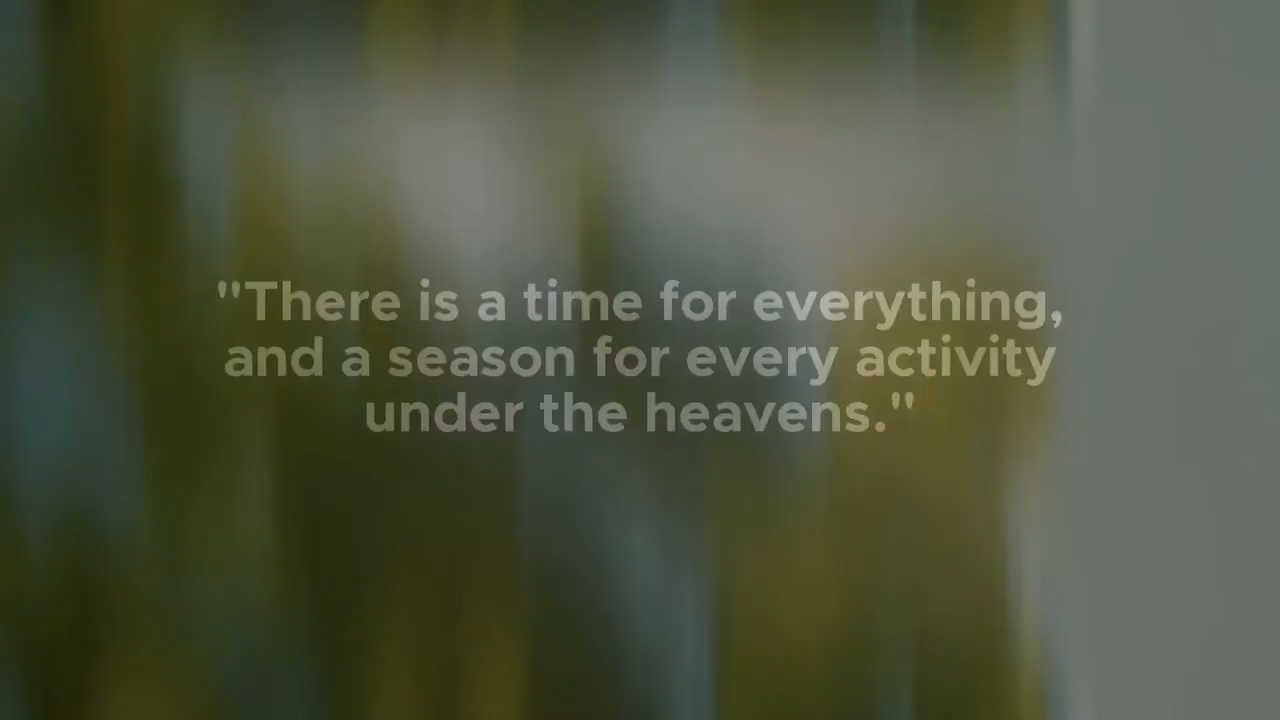 "There is a time for everything,
and a season for every activity
under the heavens."